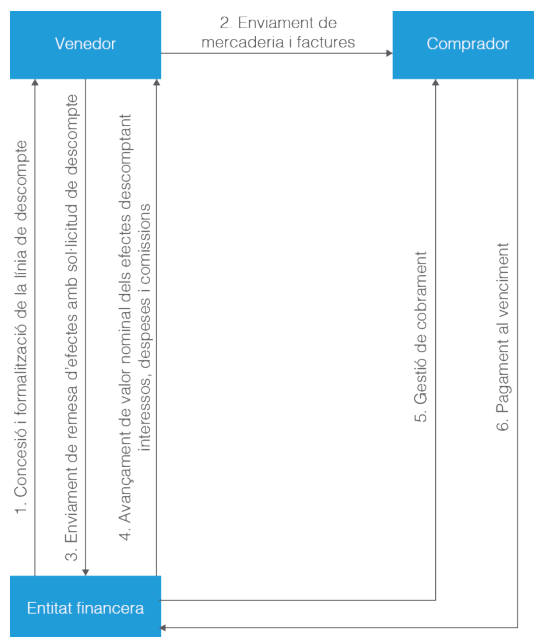 Venedor
2. Enviament de
mercaderia i factures
Comprador
1. Concesió i formalització de la línia de descompte
3. Enviament de remesa d'efectes amb sol·licitud de descompte
4. Avançament de valor nominal dels efectes descomptant
interessos, despeses i comissions
5. Gestió de cobrament
6. Pagament al venciment
Entitat financera